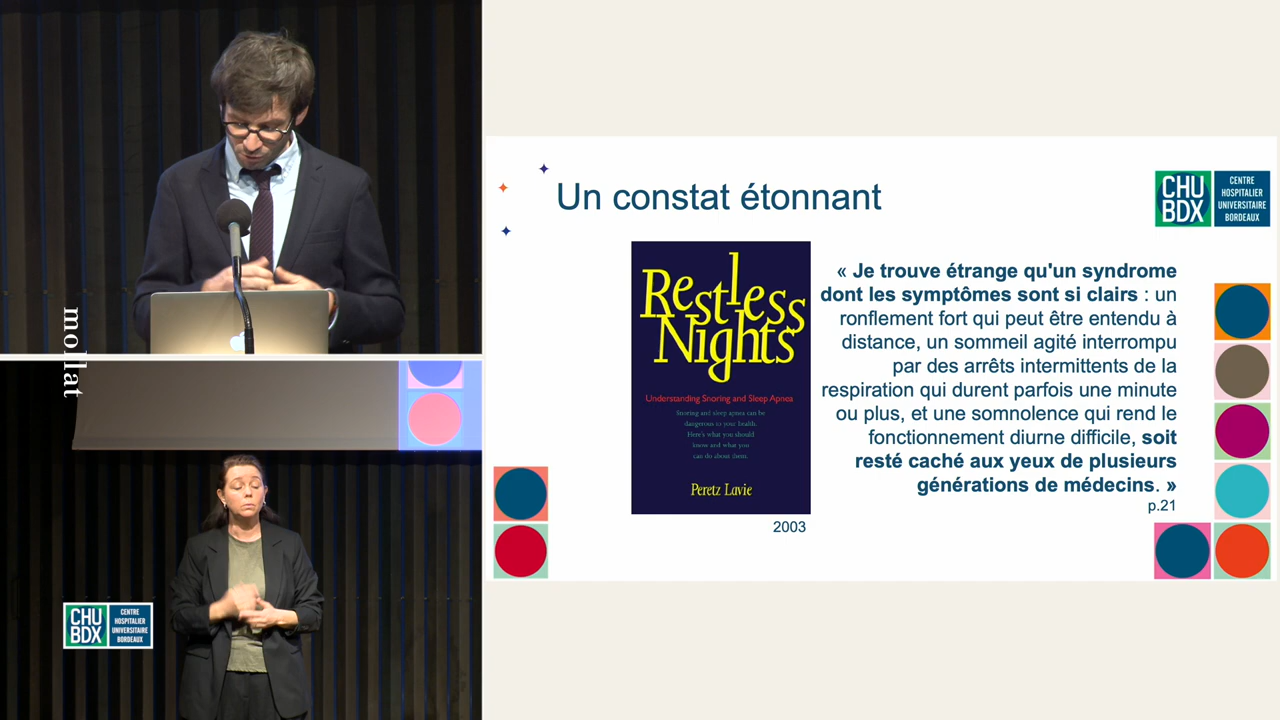 mollat
CHU
BDX
CENTRE
HOSPITALIER
UNIVERSITAIRE
BORDEAUX
Un constat étonnant
CHU
BDX
CENTRE
HOSPITALIER
UNIVERSITAIRE
BORDEAUX
Restless
Nights
Understanding Snoring and Sleep Apnea
Snoring and sleep apnea can be
dangerous to your health.
Here's what you should
know and what you
can do about them.
Peretz Lavie
2003
« Je trouve étrange qu'un syndrome
dont les symptômes sont si clairs : un
ronflement fort qui peut être entendu à
distance, un sommeil agité interrompu
par des arrêts intermittents de la
respiration qui durent parfois une minute
ou plus, et une somnolence qui rend le
fonctionnement diurne difficile, soit
resté caché aux yeux de plusieurs
générations de médecins. »
p.21